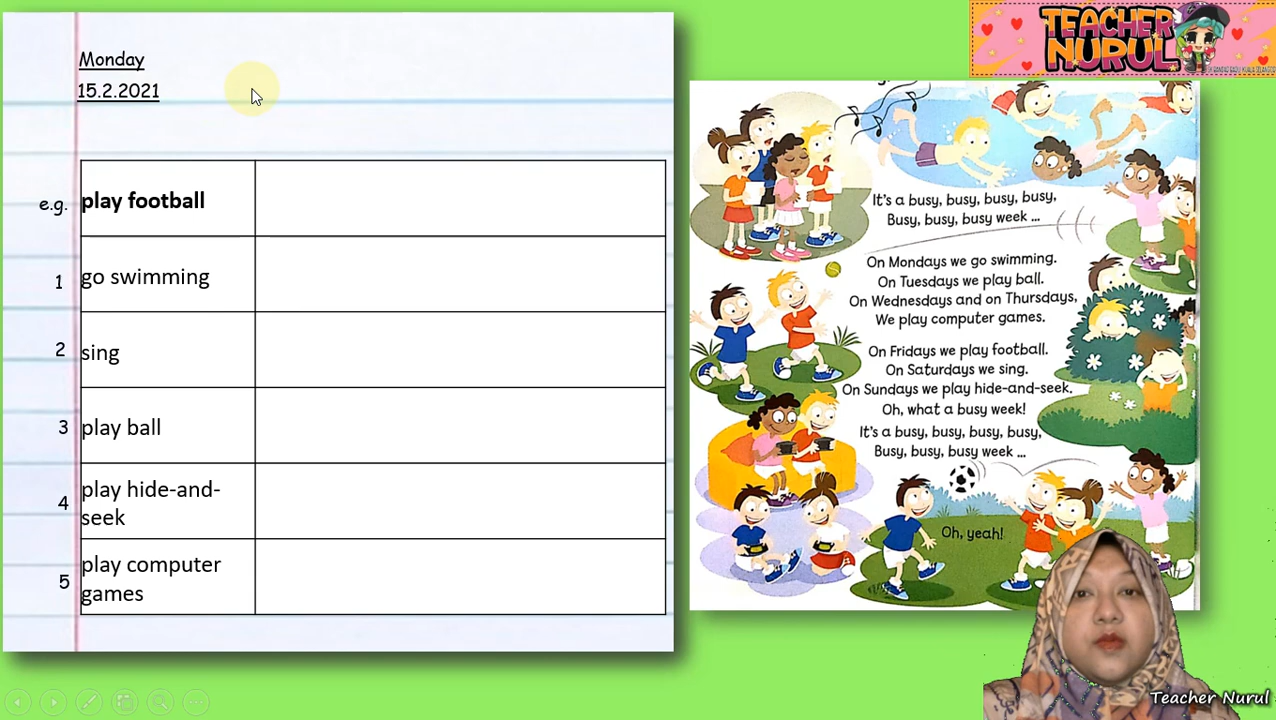 Monday
15.2.2021
e.g. play football
1 go swimming
2 sing
3 play ball
4 play hide-and-
seek
5 play computer
games
TEACHER
NURUL
It's a busy, busy, busy, busy,
Busy, busy, busy week ...
On Mondays we go swimming.
On Tuesdays we play ball.
On Wednesdays and on Thursdays,
We play computer games.
On Fridays we play football.
On Saturdays we sing.
On Sundays we play hide-and-seek.
Oh, what a busy week!
It's a busy, busy, busy, busy,
Busy, busy, busy week ...
Oh, yeah!
Teacher Nurul